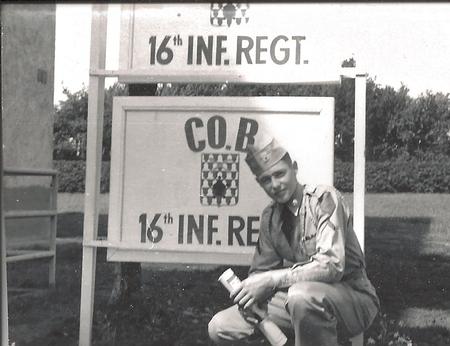 16th INF. REGT.
CO. B
16th INF. RE